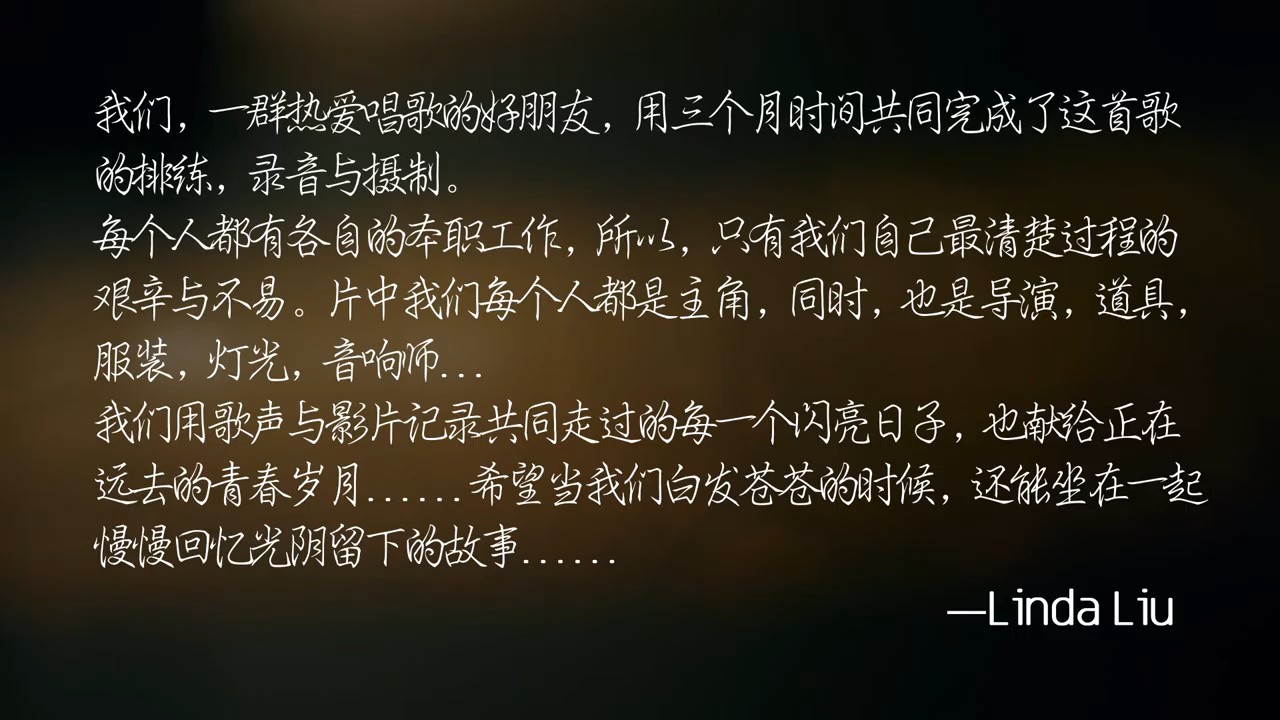 我们，一群热爱唱歌的好朋友，用三个月时间共同完成了这首歌
的排练，录音与摄制。
每个人都有各自的本职工作，所以，只有我们自己最清楚过程的
艰辛与不易。片中我们每个人都是主角，同时，也是导演，道具，
服装，灯光，音响师...
我们用歌声与影片记录共同走过的每一个闪亮日子，也献给正在
远去的青春岁月......希望当我们白发苍苍的时候，还能坐在一起
慢慢回忆光阴留下的故事......
—Linda Liu